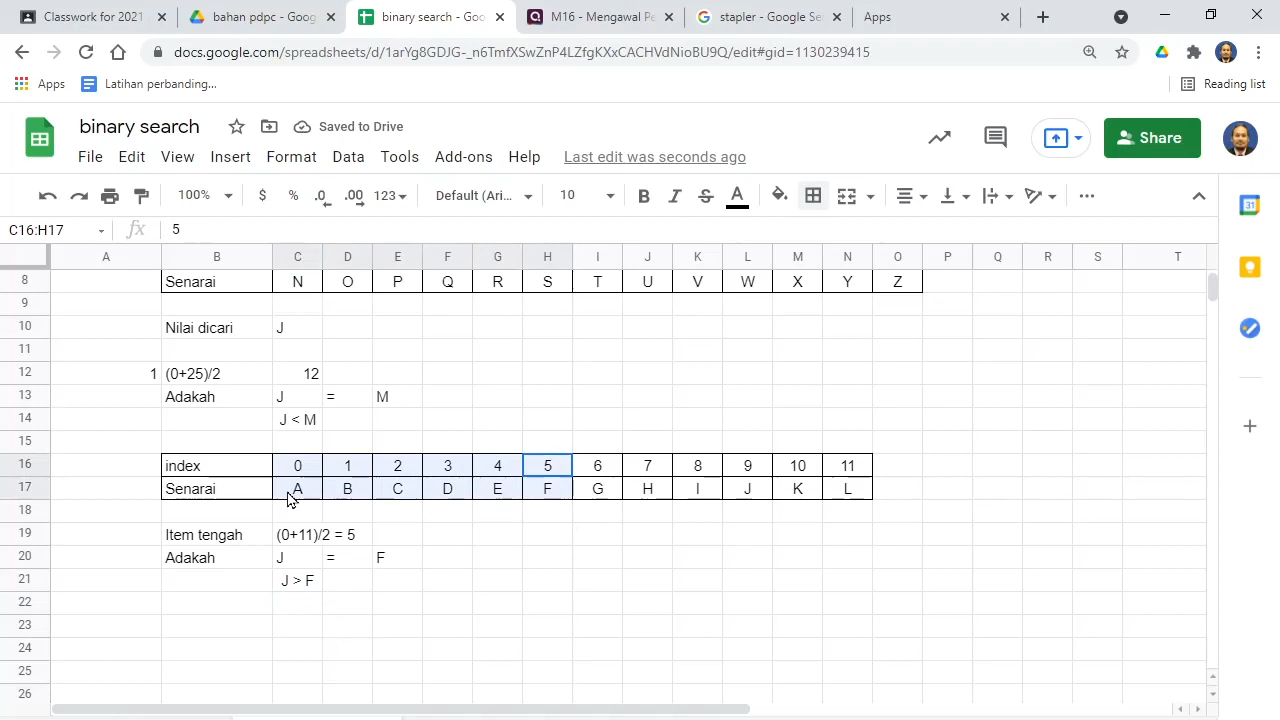 Classwork for 2021
bahan pdpc - Goog
binary search - Goo
M16 - Mengawal Pe
stabler - Google Se
Apps
docs.google.com/spreadsheets/d/1arYg8GDJG-_n6TmfXSwZnP4LZfgKXxCACHVdNioBU9Q/edit#gid=1130239415
Apps Latihan perbanding... Reading list
binary search Saved to Drive
Share
File Edit View Insert Format Data Tools Add-ons Help Last edit was seconds ago
100% $ % .0 .00 123 Default (Ari... 10 B I S A
31
C16:H17 fx 5
A B C D E F G H I J K L M N O P Q R S T
8 Senarai N O P Q R S T U V W X Y Z
9
10 Nilai dicari J
11
12 1 (0+25)/2 12
13 Adakah J = M
14 J < M
15
16 index 0 1 2 3 4 5 6 7 8 9 10 11
17 Senarai A B C D E F G H I J K L
18
19 Item tengah (0+11)/2 = 5
20 Adakah J = F
21 J > F
22
23
24
25
26